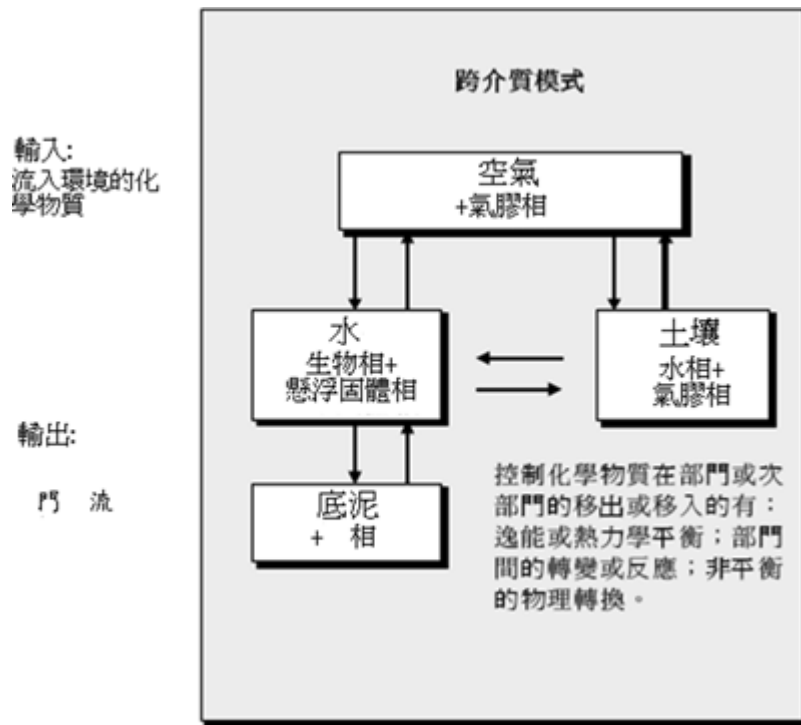 跨介質模式
輸入:
流入環境的化
學物質
空氣
+氣膠相
水
生物相+
懸浮固體相
土壤
水相+
氣膠相
輸出:
門 流
底泥
+ 相
控制化學物質在部門或次
部門的移出或移入的有：
逸能或熱力學平衡；部門
間的轉變或反應；非平衡
的物理轉換。